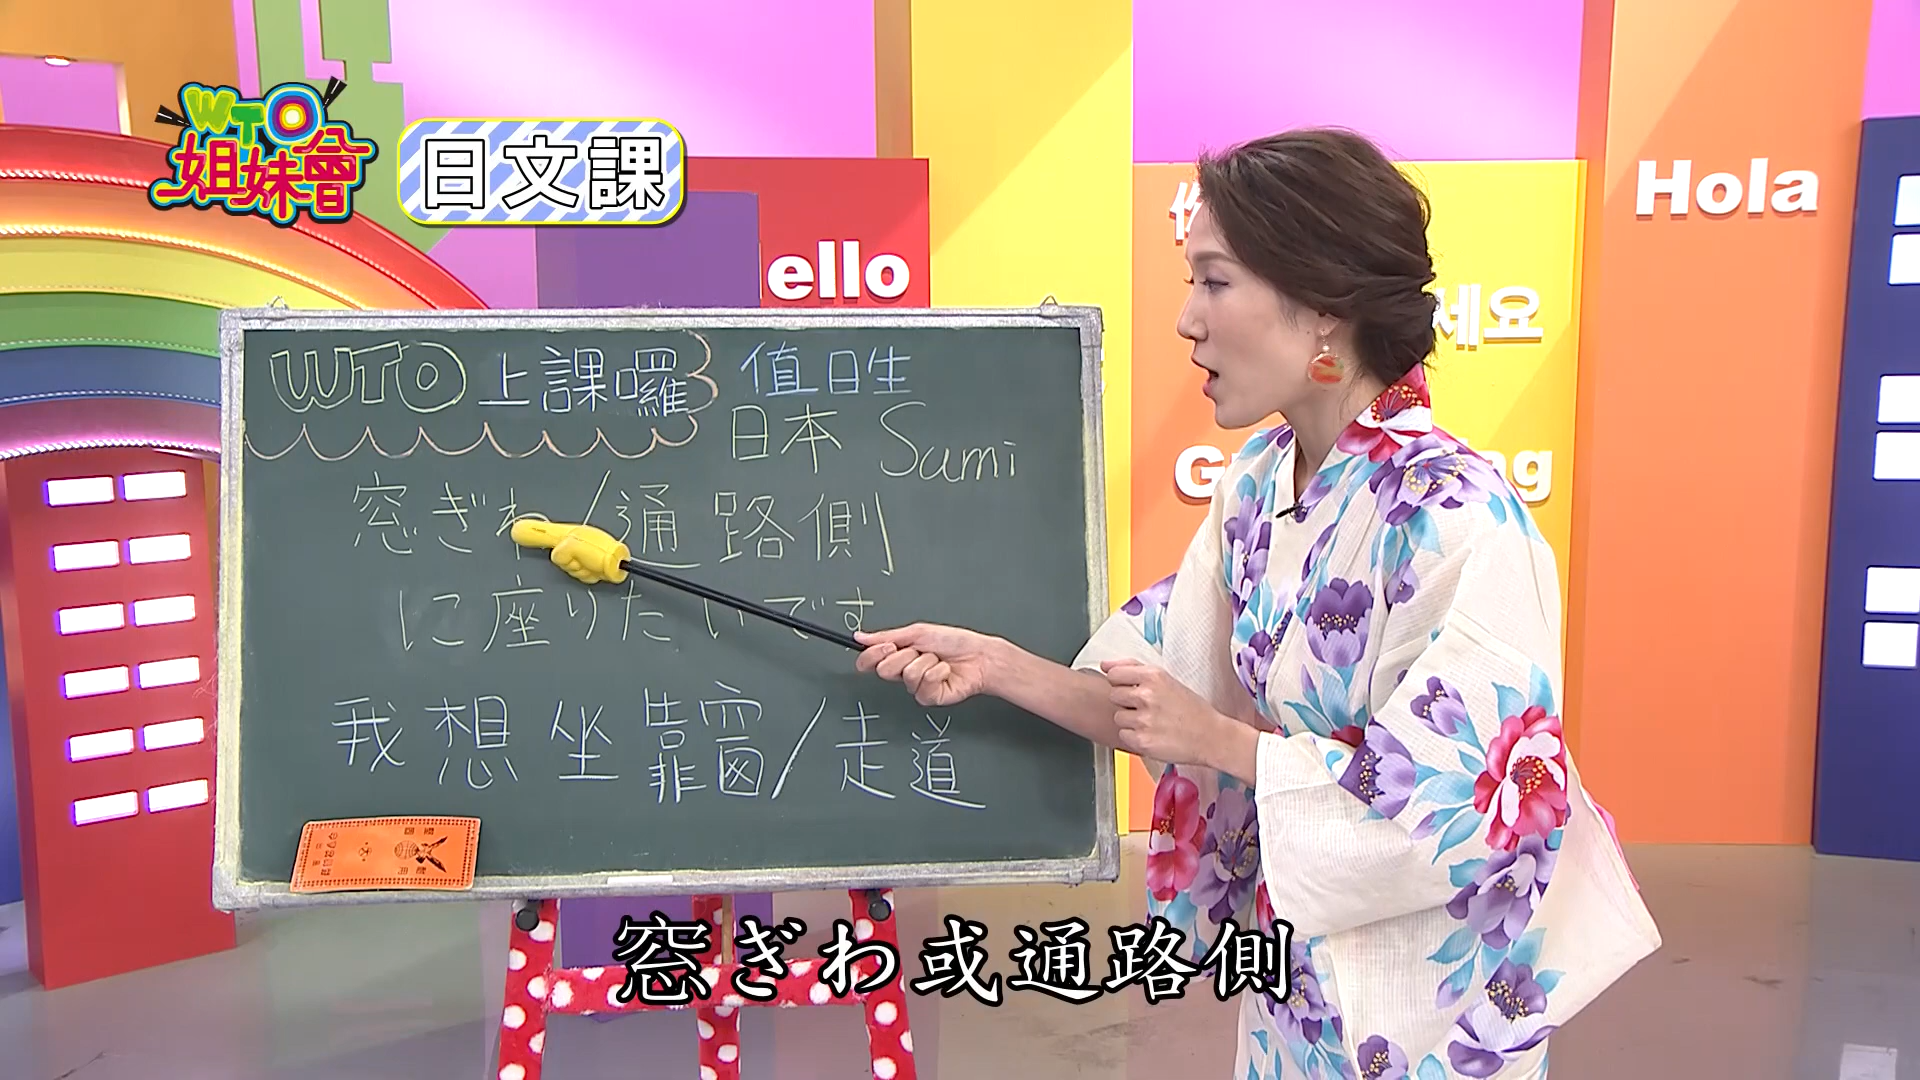 WTO
姐妹會
日文課
ello
Hola
세요
WTO 上課囉 值日生
日本 Sumi
窓ぎわ/通路側
に座りたいです
我想坐靠窗/走道
窓ぎわ或通路側